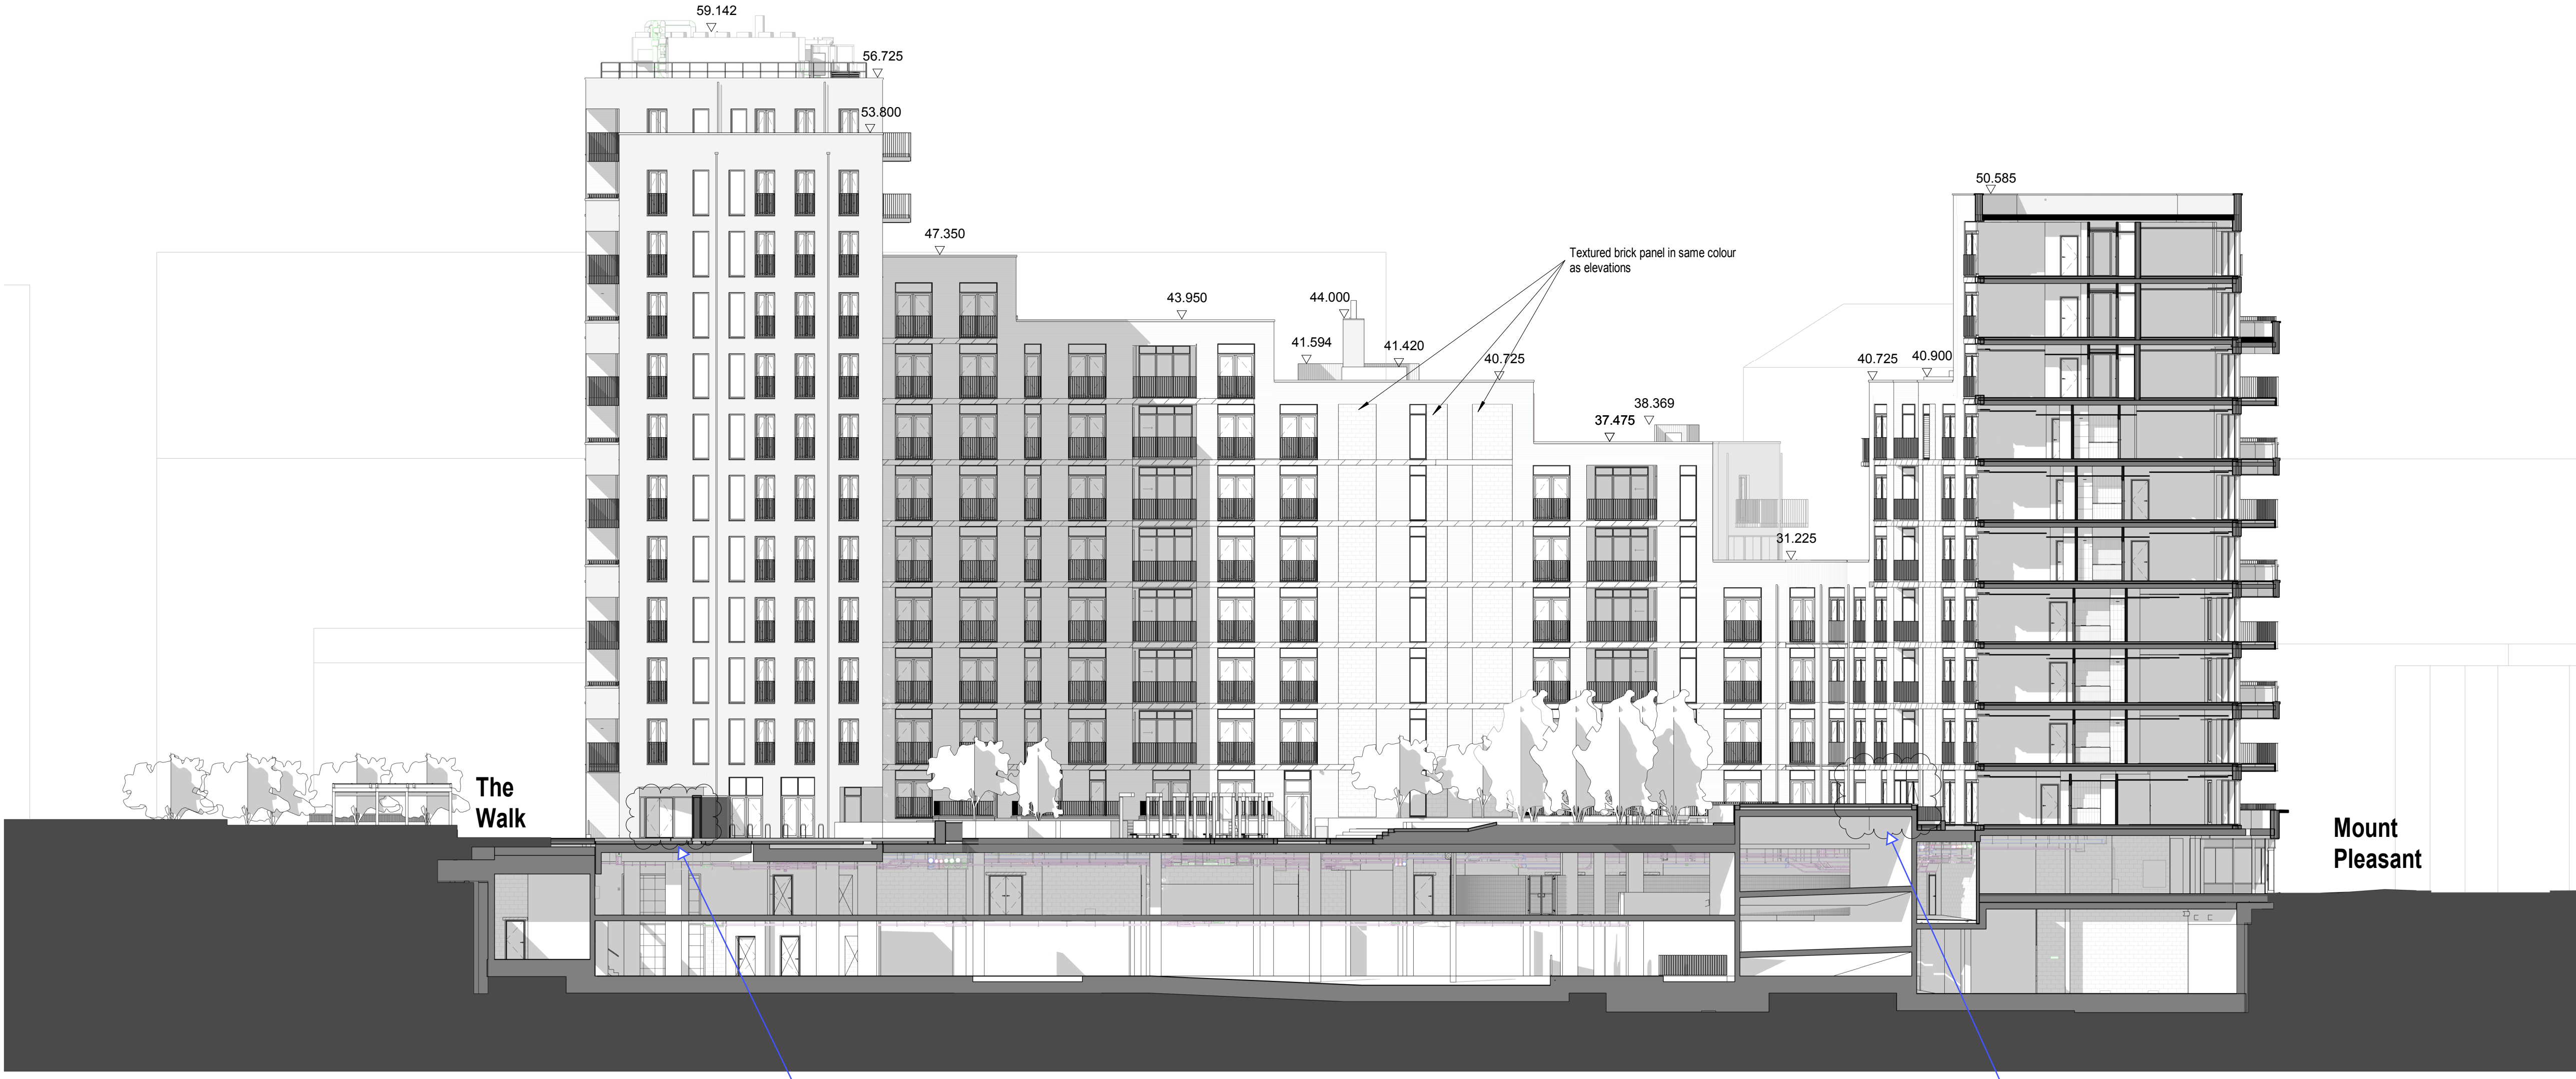 59.142
56.725
53.800
50.585
47.350
Textured brick panel in same colour
as elevations
43.950
44.000
41.594
41.420
40.725
40.725
40.900
38.369
37.475
31.225
The
Walk
Mount
Pleasant